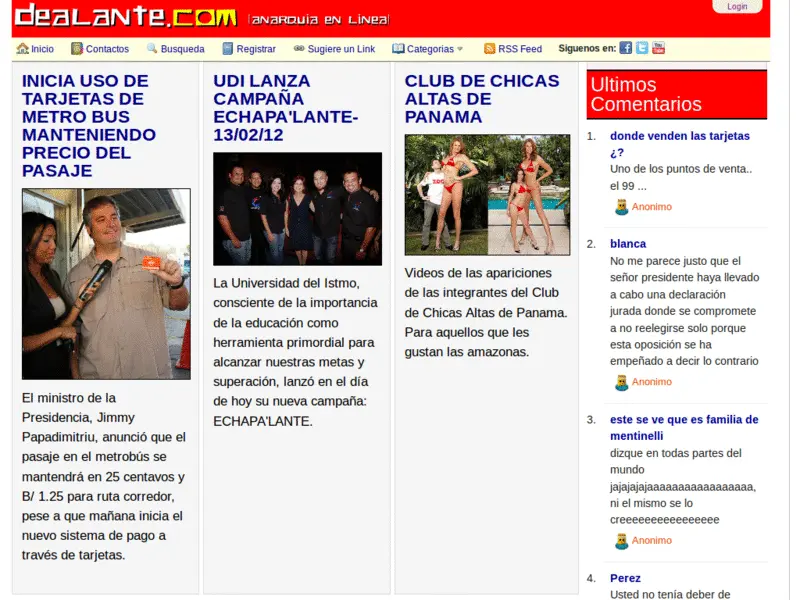 DEALANTE.COM
[ANARQUIA EN LINEA]
Login
Inicio
Contactos
Busqueda
Registrar
Sugiere un Link
Categorias
RSS Feed
Siguenos en:
INICIA USO DE
TARJETAS DE
METRO BUS
MANTENIENDO
PRECIO DEL
PASAJE
El ministro de la
Presidencia, Jimmy
Papadimitriu, anunció que el
pasaje en el metrobús se
mantendrá en 25 centavos y
B/ 1.25 para ruta corredor,
pese a que mañana inicia el
nuevo sistema de pago a
través de tarjetas.
UDI LANZA
CAMPAÑA
ECHAPA'LANTE-
13/02/12
La Universidad del Istmo,
consciente de la importancia
de la educación como
herramienta primordial para
alcanzar nuestras metas y
superación, lanzó en el día
de hoy su nueva campaña:
ECHAPA'LANTE.
CLUB DE CHICAS
ALTAS DE
PANAMA
Videos de las apariciones
de las integrantes del Club
de Chicas Altas de Panama.
Para aquellos que les
gustan las amazonas.
Ultimos
Comentarios
1. donde venden las tarjetas
¿?
Uno de los puntos de venta..
el 99 ...
Anonimo
2. blanca
No me parece justo que el
señor presidente haya llevado
a cabo una declaración
jurada donde se compromete
a no reelegirse solo porque
esta oposición se ha
empeñado a decir lo contrario
Anonimo
3. este se ve que es familia de
mentinelli
dizque en todas partes del
mundo
jajajajajaaaaaaaaaaaaaaaaa,
ni el mismo se lo
creeeeeeeeeeeeeeee
Anonimo
4. Perez
Usted no tenía deber de